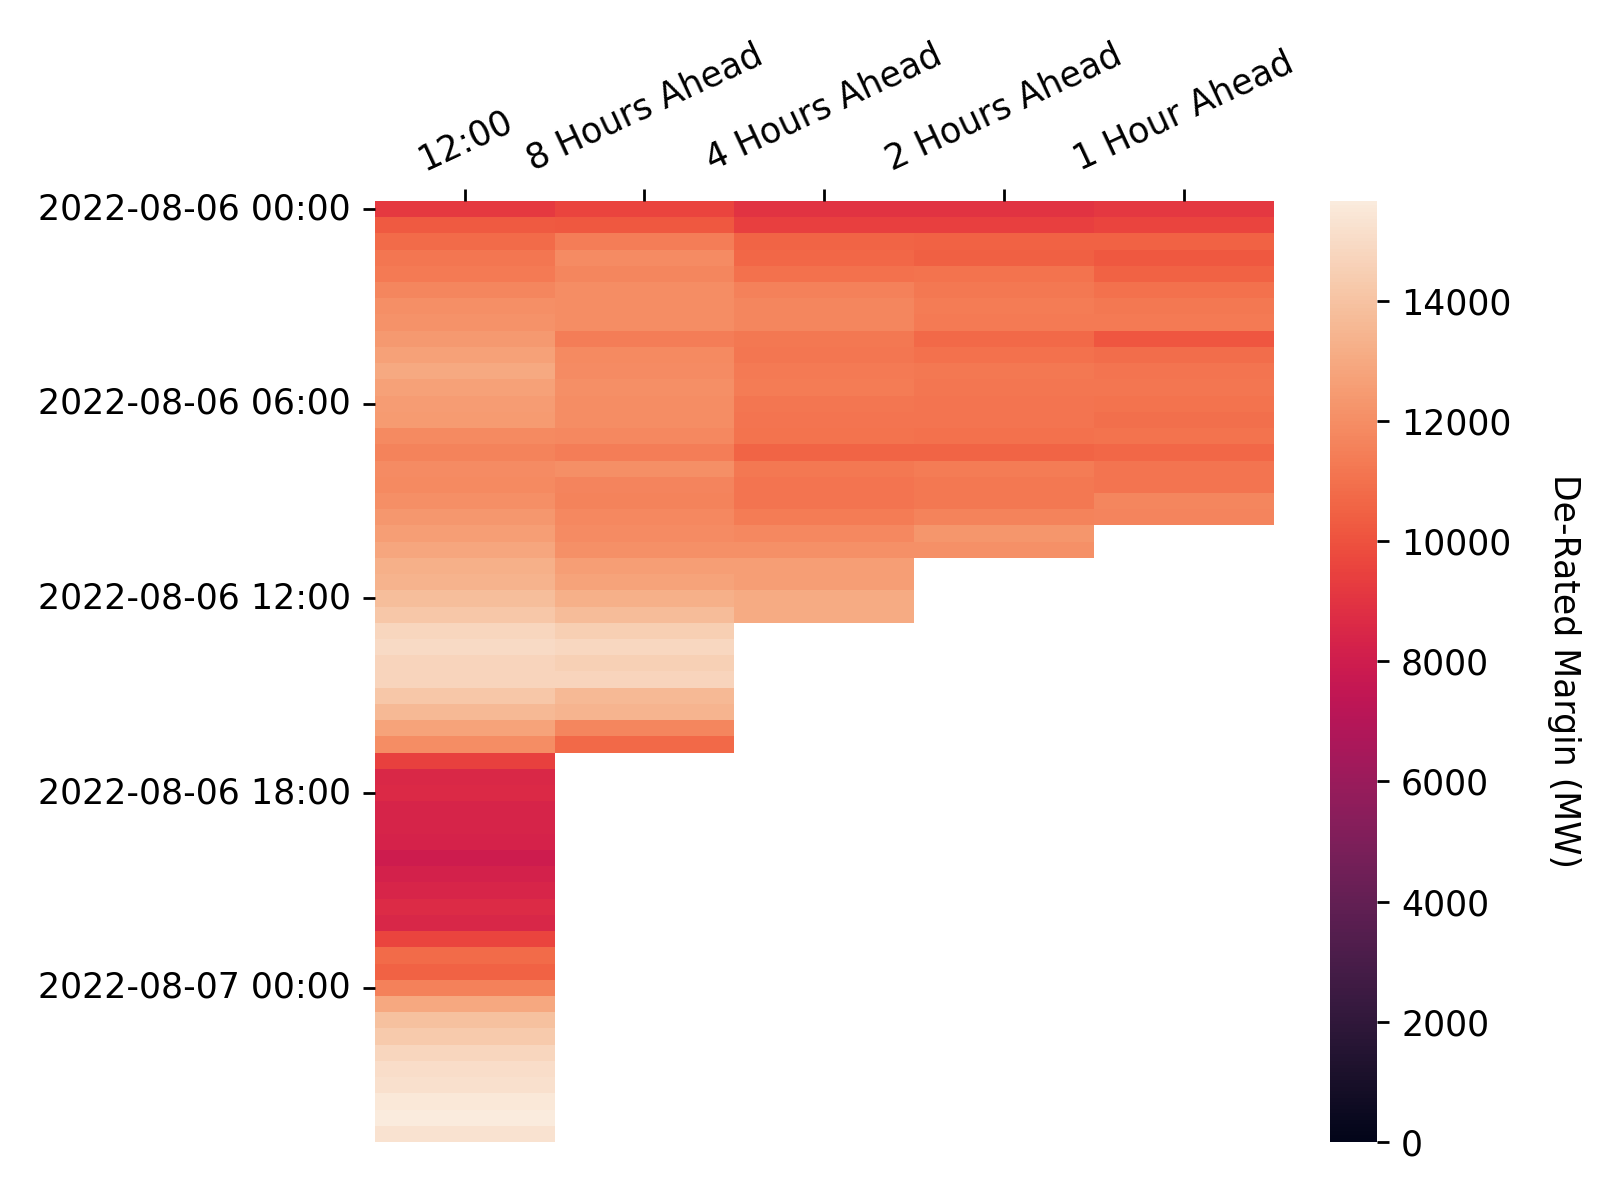 12:00
8 Hours Ahead
4 Hours Ahead
2 Hours Ahead
1 Hour Ahead
2022-08-06 00:00
2022-08-06 06:00
2022-08-06 12:00
2022-08-06 18:00
2022-08-07 00:00
14000
12000
10000
8000
6000
4000
2000
0
De-Rated Margin (MW)